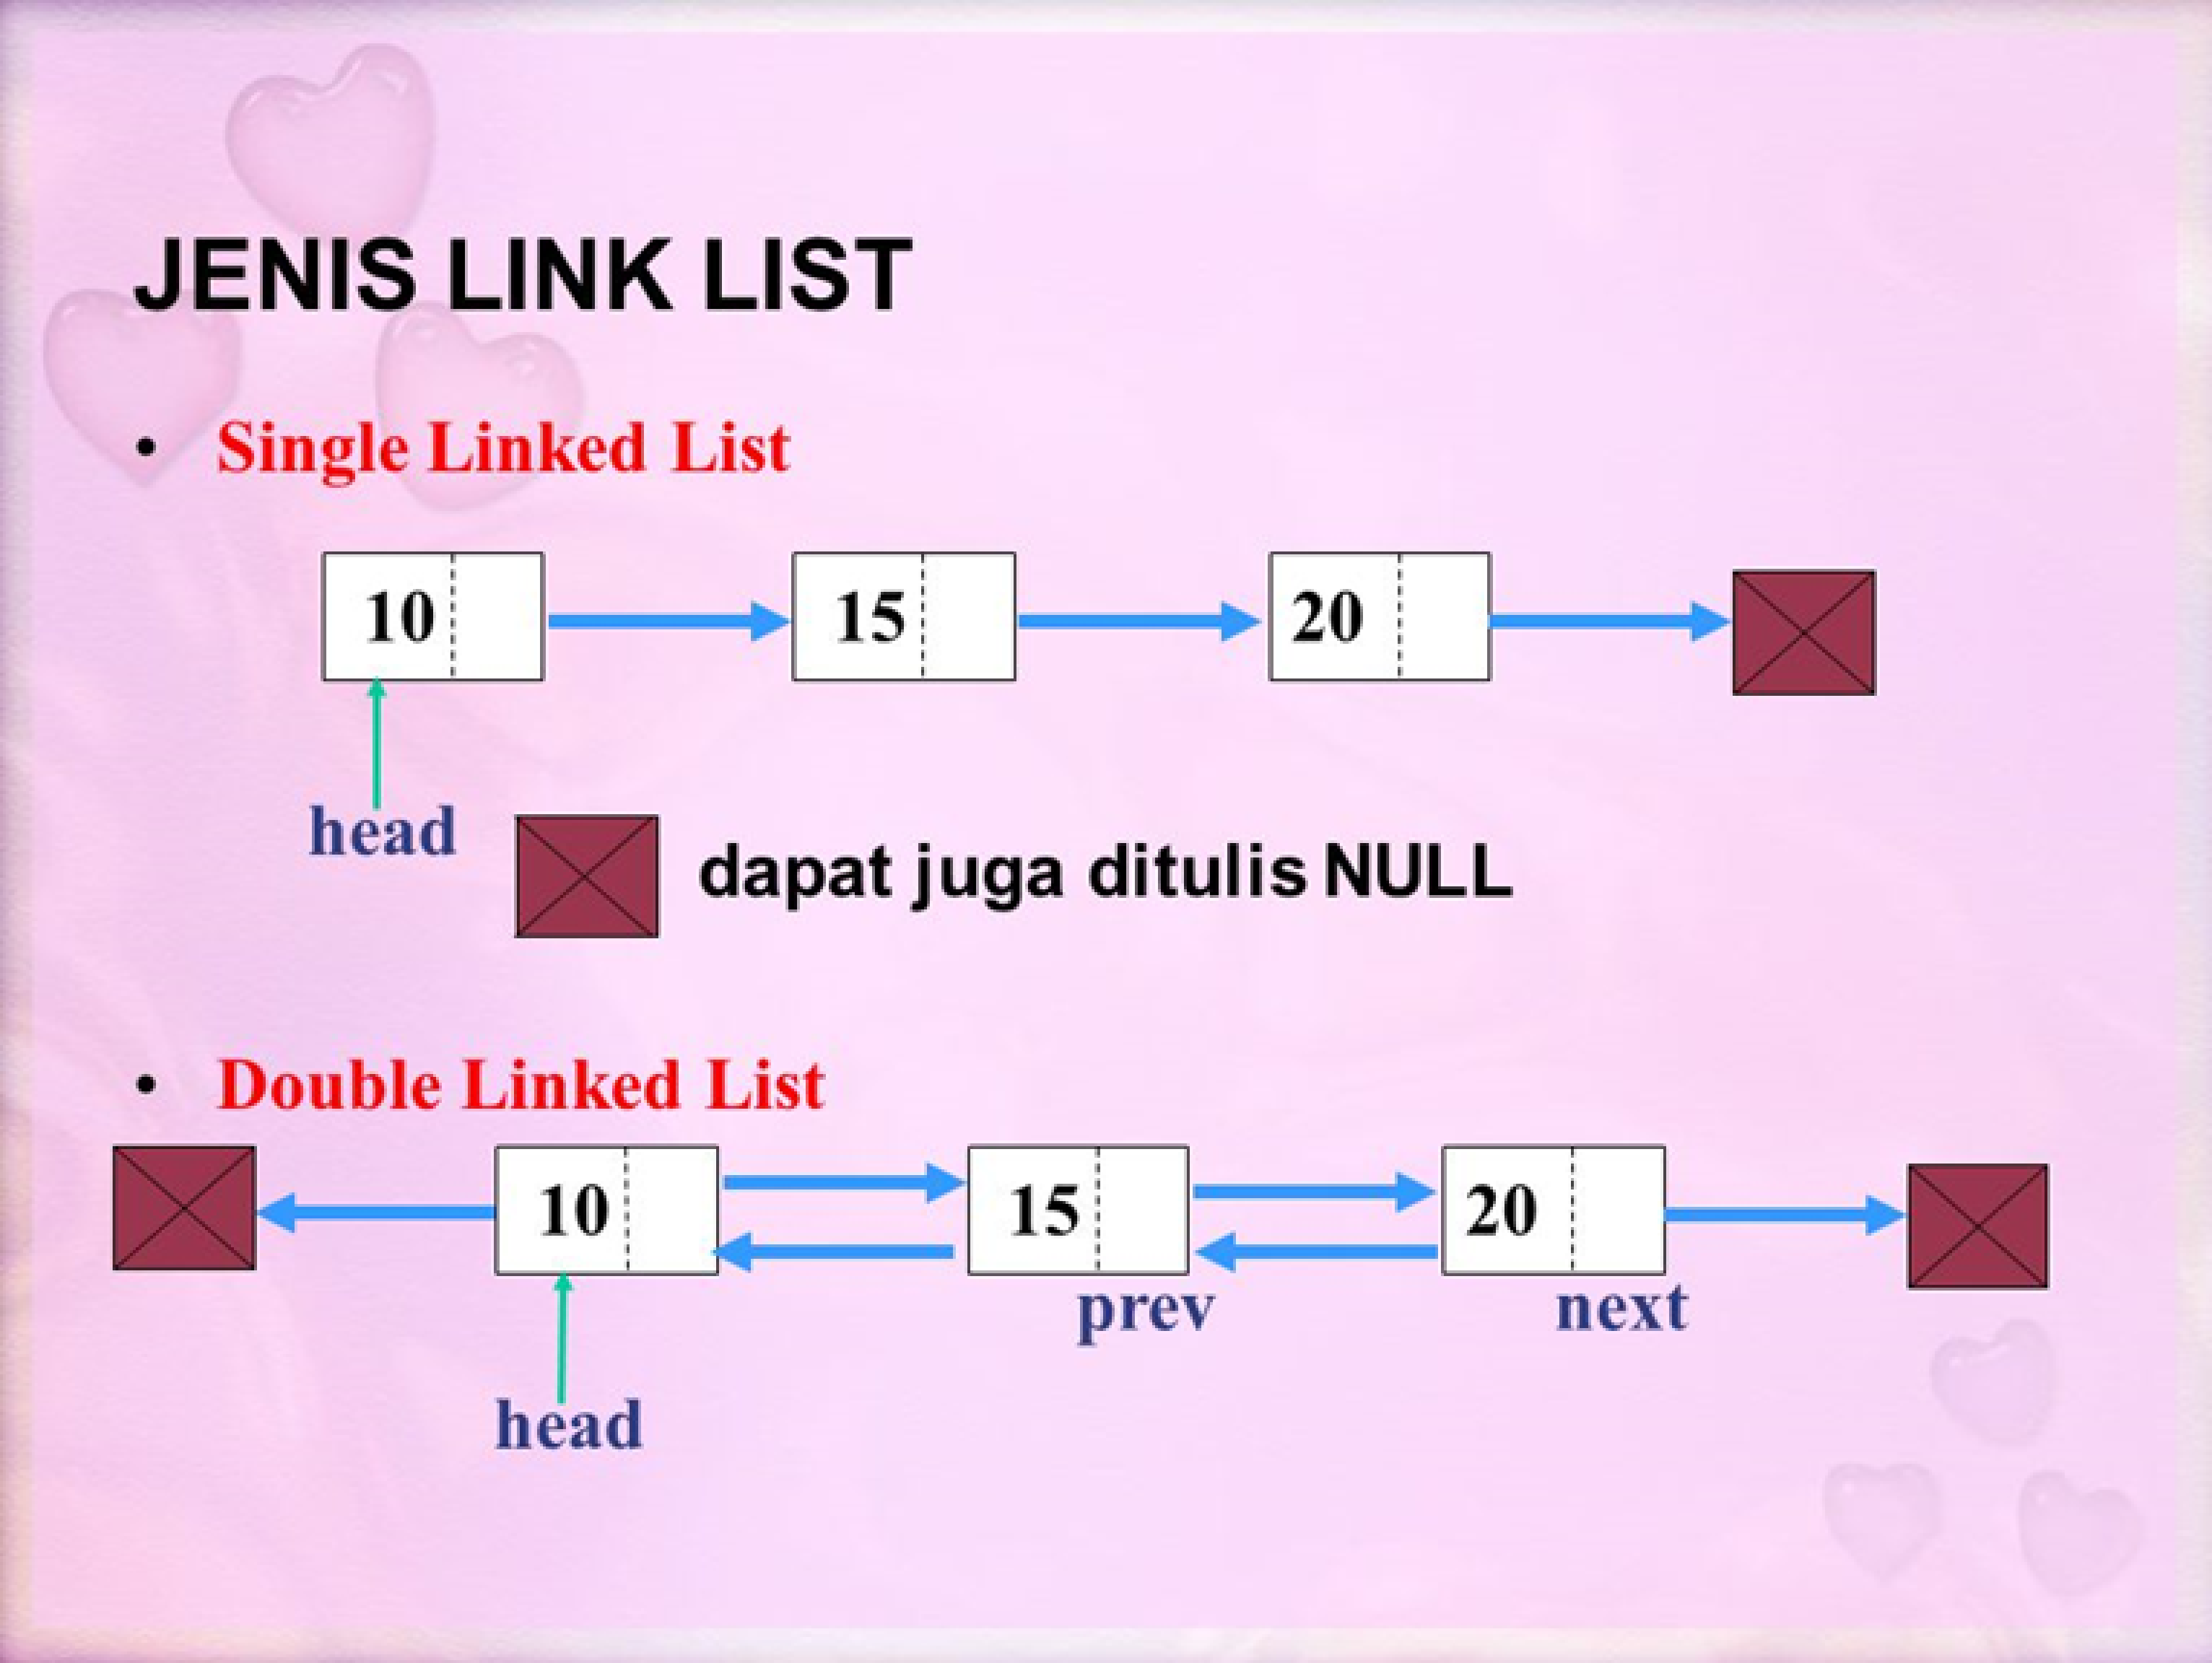 JENIS LINK LIST
• Single Linked List
10 15 20
head
dapat juga ditulis NULL
• Double Linked List
10 15 20
prev next
head